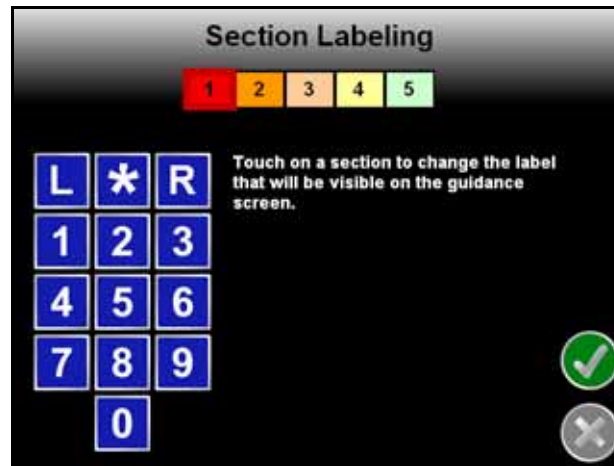 Section Labeling
1 2 3 4 5
L * R
Touch on a section to change the label
that will be visible on the guidance
screen.
1 2 3
4 5 6
7 8 9
0